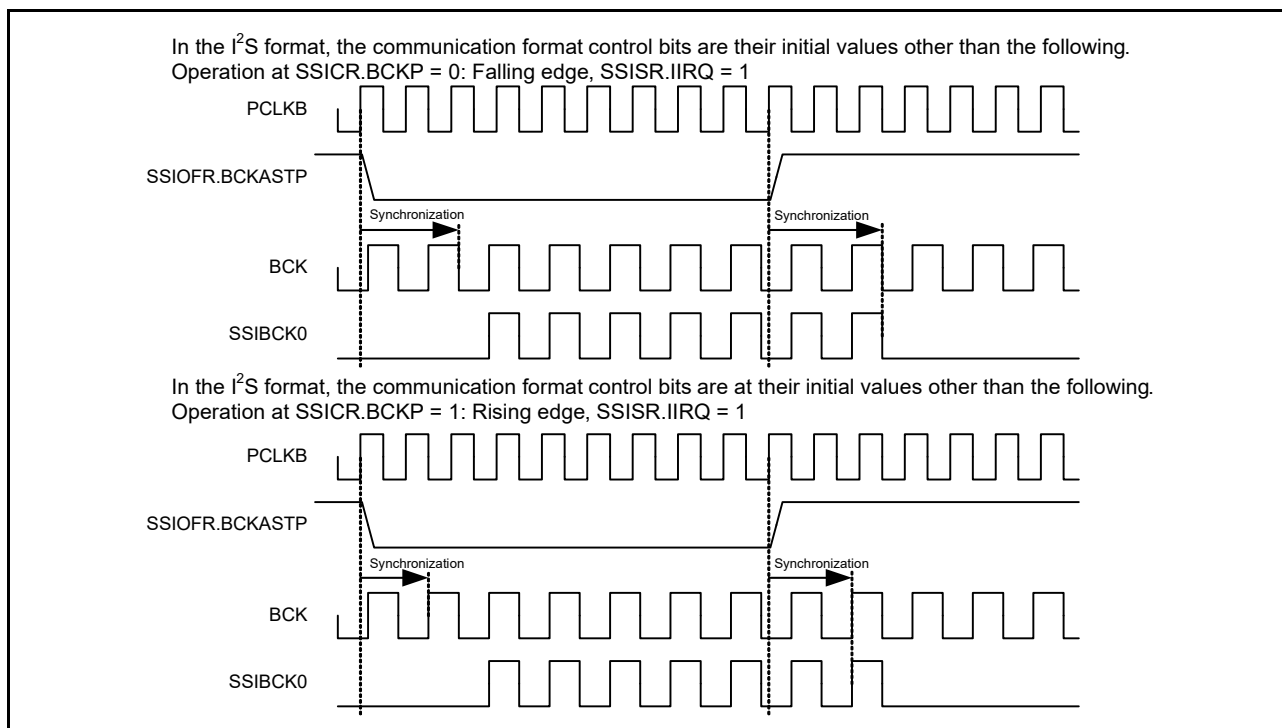 In the I²S format, the communication format control bits are their initial values other than the following.
Operation at SSICR.BCKP = 0: Falling edge, SSISR.IIRQ = 1
PCLKB
SSIOFR.BCKASTP
Synchronization
Synchronization
BCK
SSIBCK0
In the I²S format, the communication format control bits are at their initial values other than the following.
Operation at SSICR.BCKP = 1: Rising edge, SSISR.IIRQ = 1
PCLKB
SSIOFR.BCKASTP
Synchronization
Synchronization
BCK
SSIBCK0